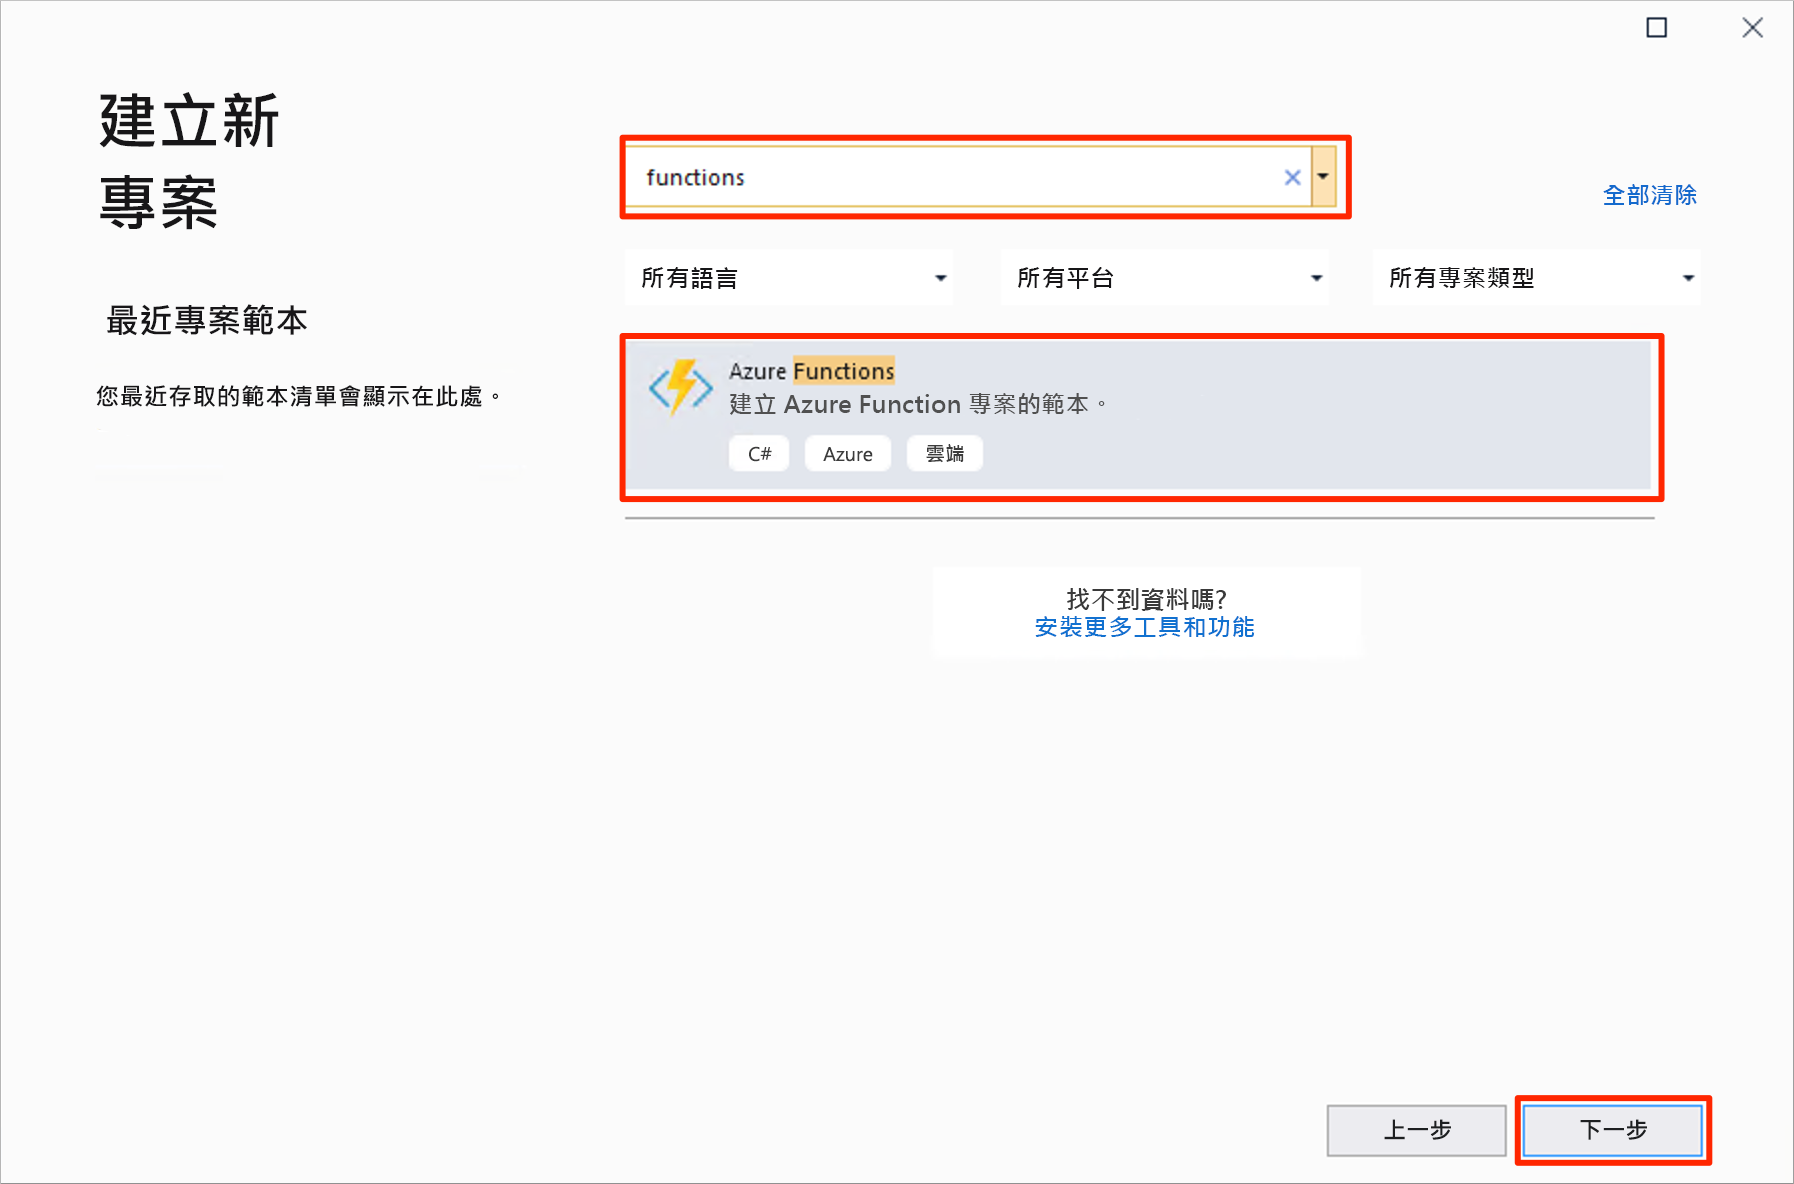 建立新
專案
最近專案範本
您最近存取的範本清單會顯示在此處。
functions
全部清除
所有語言
所有平台
所有專案類型
Azure Functions
建立 Azure Function 專案的範本。
C#
Azure
雲端
找不到資料嗎?
安裝更多工具和功能
上一步
下一步